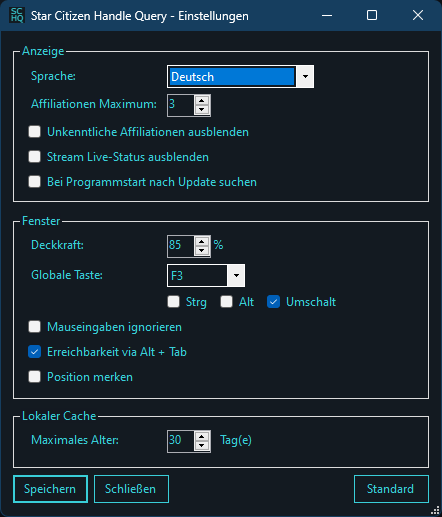 SC
HQ
Star Citizen Handle Query - Einstellungen
Anzeige
Sprache: Deutsch
Affiliationen Maximum: 3
Unkenntliche Affiliationen ausblenden
Stream Live-Status ausblenden
Bei Programmstart nach Update suchen
Fenster
Deckkraft: 85 %
Globale Taste: F3
Strg Alt Umschalt
Mauseingaben ignorieren
Erreichbarkeit via Alt + Tab
Position merken
Lokaler Cache
Maximales Alter: 30 Tag(e)
Speichern Schließen Standard